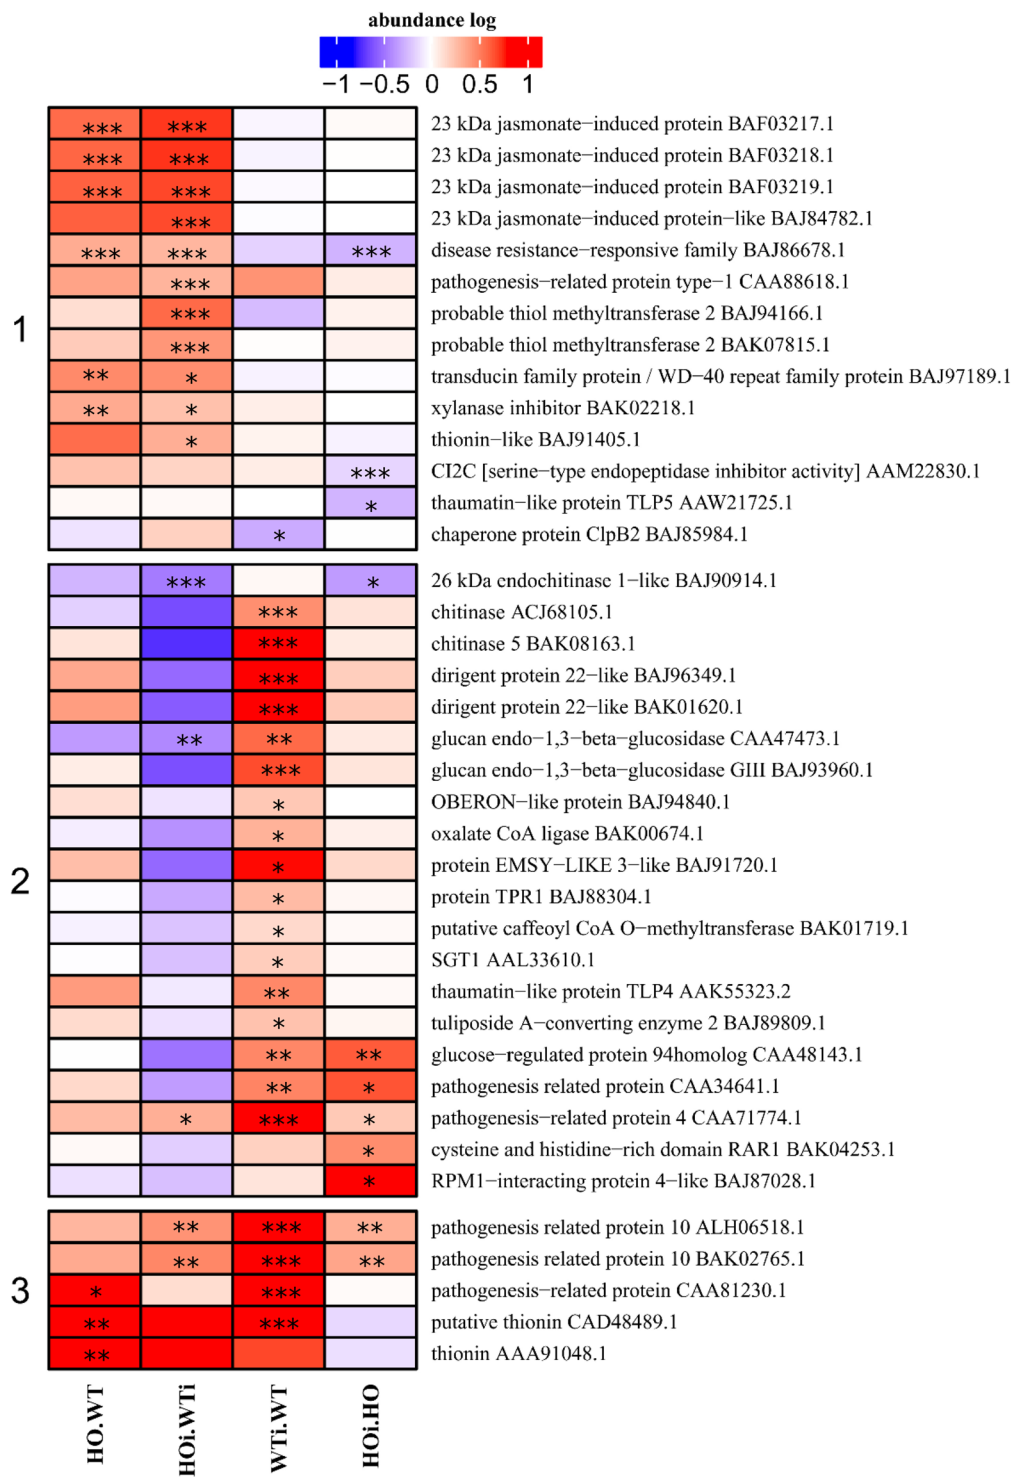 abundance log
−1 −0.5 0 0.5 1
1
*** *** 23 kDa jasmonate−induced protein BAF03217.1
*** *** 23 kDa jasmonate−induced protein BAF03218.1
*** *** 23 kDa jasmonate−induced protein BAF03219.1
*** 23 kDa jasmonate−induced protein−like BAJ84782.1
*** *** *** disease resistance−responsive family BAJ86678.1
*** pathogenesis−related protein type−1 CAA88618.1
*** probable thiol methyltransferase 2 BAJ94166.1
*** probable thiol methyltransferase 2 BAK07815.1
** * transducin family protein / WD−40 repeat family protein BAJ97189.1
** * xylanase inhibitor BAK02218.1
* thionin−like BAJ91405.1
*** CI2C [serine−type endopeptidase inhibitor activity] AAM22830.1
* thaumatin−like protein TLP5 AAW21725.1
* chaperone protein ClpB2 BAJ85984.1
2
*** * 26 kDa endochitinase 1−like BAJ90914.1
*** chitinase ACJ68105.1
*** chitinase 5 BAK08163.1
*** dirigent protein 22−like BAJ96349.1
*** dirigent protein 22−like BAK01620.1
** ** glucan endo−1,3−beta−glucosidase CAA47473.1
*** glucan endo−1,3−beta−glucosidase GIII BAJ93960.1
* OBERON−like protein BAJ94840.1
* oxalate CoA ligase BAK00674.1
* protein EMSY−LIKE 3−like BAJ91720.1
* protein TPR1 BAJ88304.1
* putative caffeoyl CoA O−methyltransferase BAK01719.1
* SGT1 AAL33610.1
** thaumatin−like protein TLP4 AAK55323.2
* tuliposide A−converting enzyme 2 BAJ89809.1
** ** glucose−regulated protein 94homolog CAA48143.1
** * pathogenesis related protein CAA34641.1
* *** * pathogenesis−related protein 4 CAA71774.1
* cysteine and histidine−rich domain RAR1 BAK04253.1
* RPM1−interacting protein 4−like BAJ87028.1
3
** *** ** pathogenesis related protein 10 ALH06518.1
** *** ** pathogenesis related protein 10 BAK02765.1
* *** pathogenesis−related protein CAA81230.1
** *** putative thionin CAD48489.1
** thionin AAA91048.1
HO.WT
HOi.WTi
WTi.WT
HOi.HO